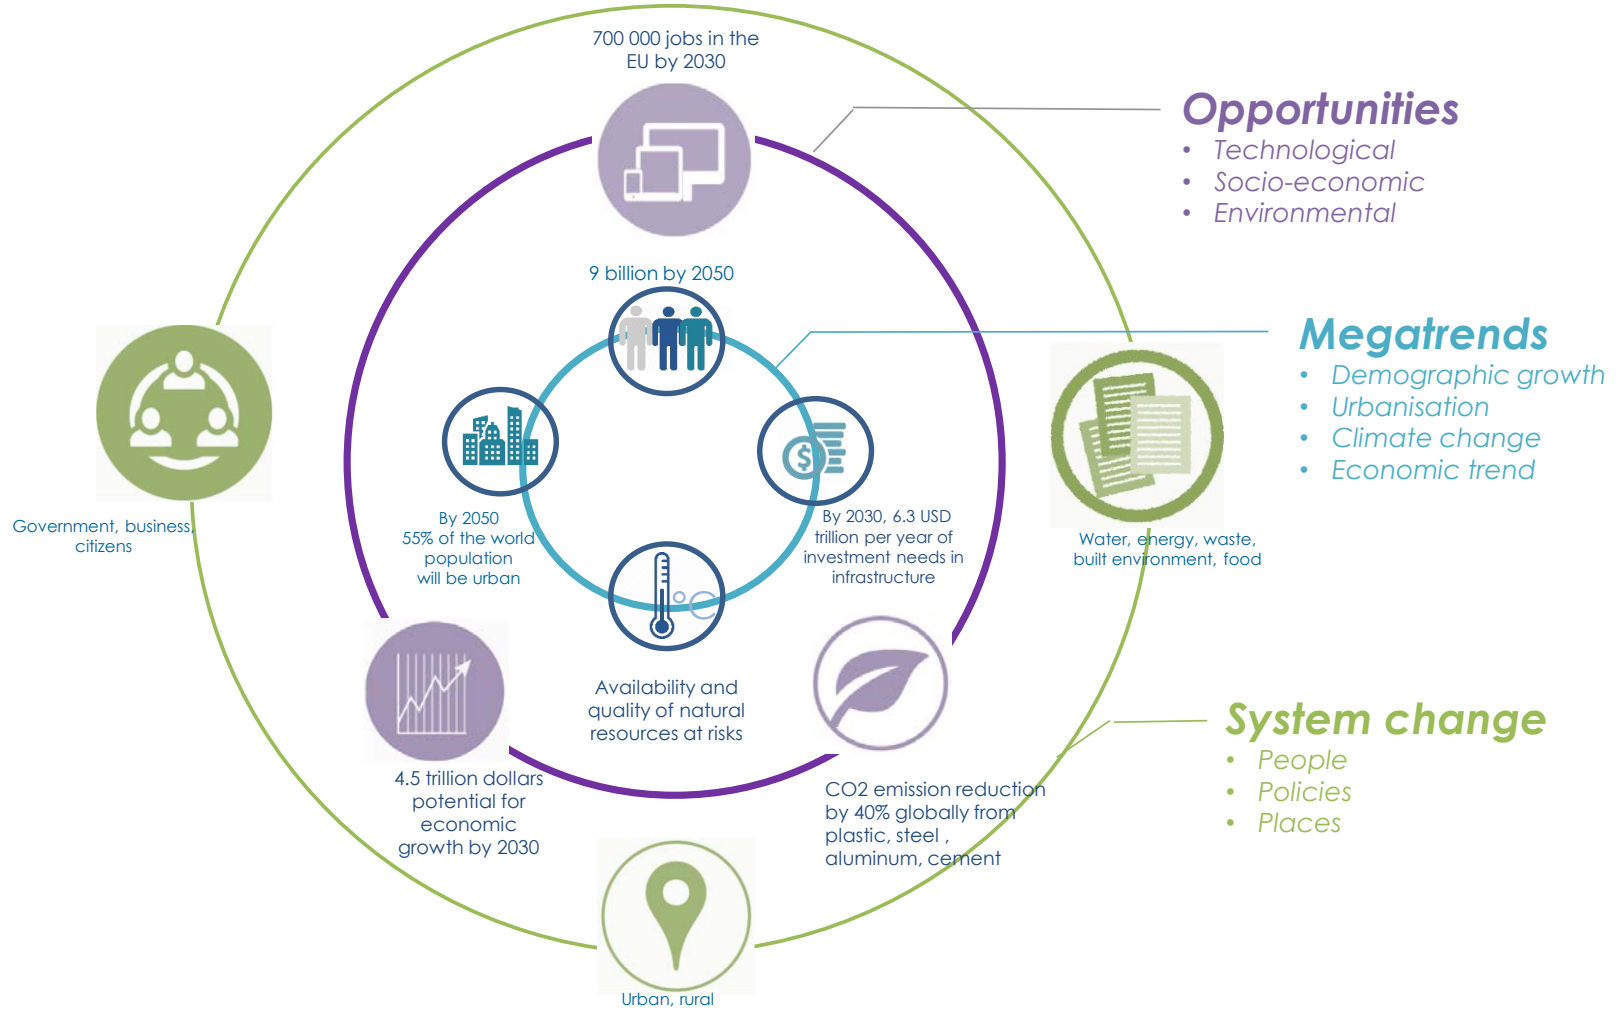 700 000 jobs in the
EU by 2030
Opportunities
• Technological
• Socio-economic
• Environmental
9 billion by 2050
Megatrends
• Demographic growth
• Urbanisation
• Climate change
• Economic trend
$
Government, business,
citizens
By 2050
55% of the world
population
will be urban
By 2030, 6.3 USD
trillion per year of
investment needs in
infrastructure
Water, energy, waste,
built environment, food
°C
Availability and
quality of natural
resources at risks
System change
• People
• Policies
• Places
4.5 trillion dollars
potential for
economic
growth by 2030
CO2 emission reduction
by 40% globally from
plastic, steel ,
aluminum, cement
Urban, rural